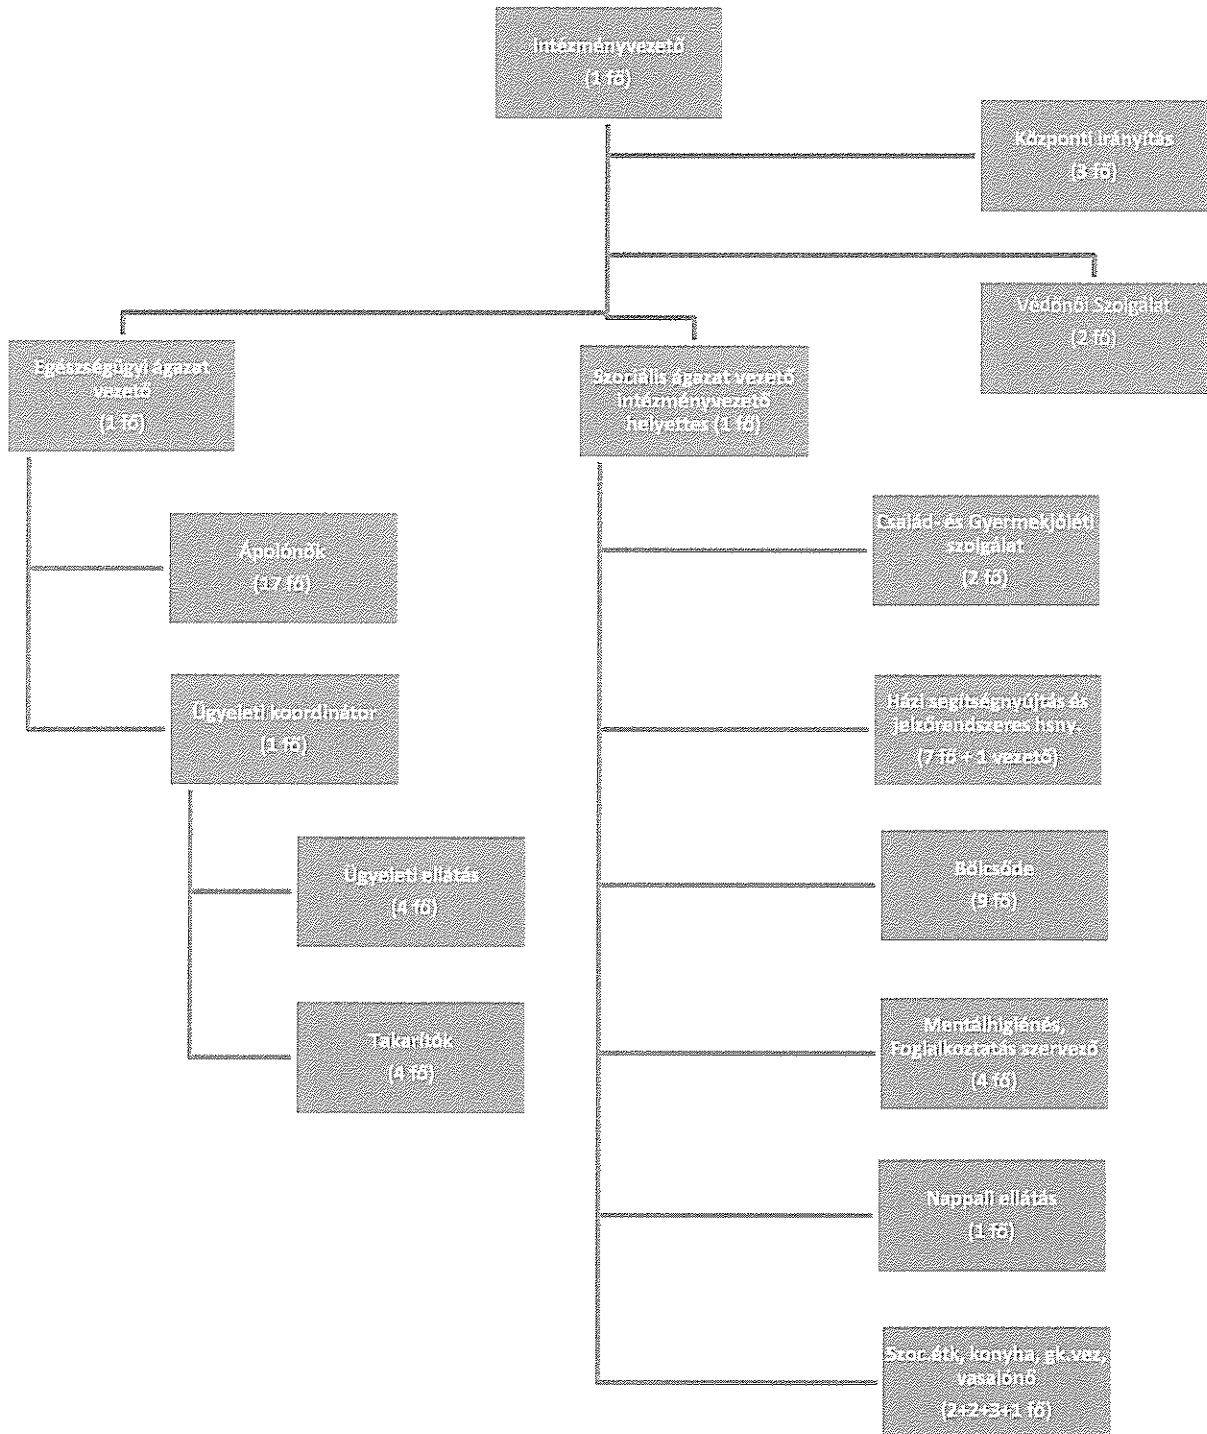 Intézményvezető
(1 fő)
Központi irányítás
(3 fő)
Védőnői Szolgálat
(2 fő)
Egészségügyi ágazat
vezető
(1 fő)
Szociális ágazat vezető
intézményvezető
helyettes (1 fő)
Ápolónők
(17 fő)
Ügyeleti koordinátor
(1 fő)
Ügyeleti ellátás
(4 fő)
Takarítók
(4 fő)
Család- és Gyermekjóléti
szolgálat
(2 fő)
Házi segítségnyújtás és
jelzőrendszeres hsny.
(7 fő + 1 vezető)
Bölcsőde
(9 fő)
Mentálhigiénés,
Foglalkoztatás szervező
(4 fő)
Nappali ellátás
(1 fő)
Szoc.étk, konyha, gk.vez,
vasalónő
(2+2+3+1 fő)